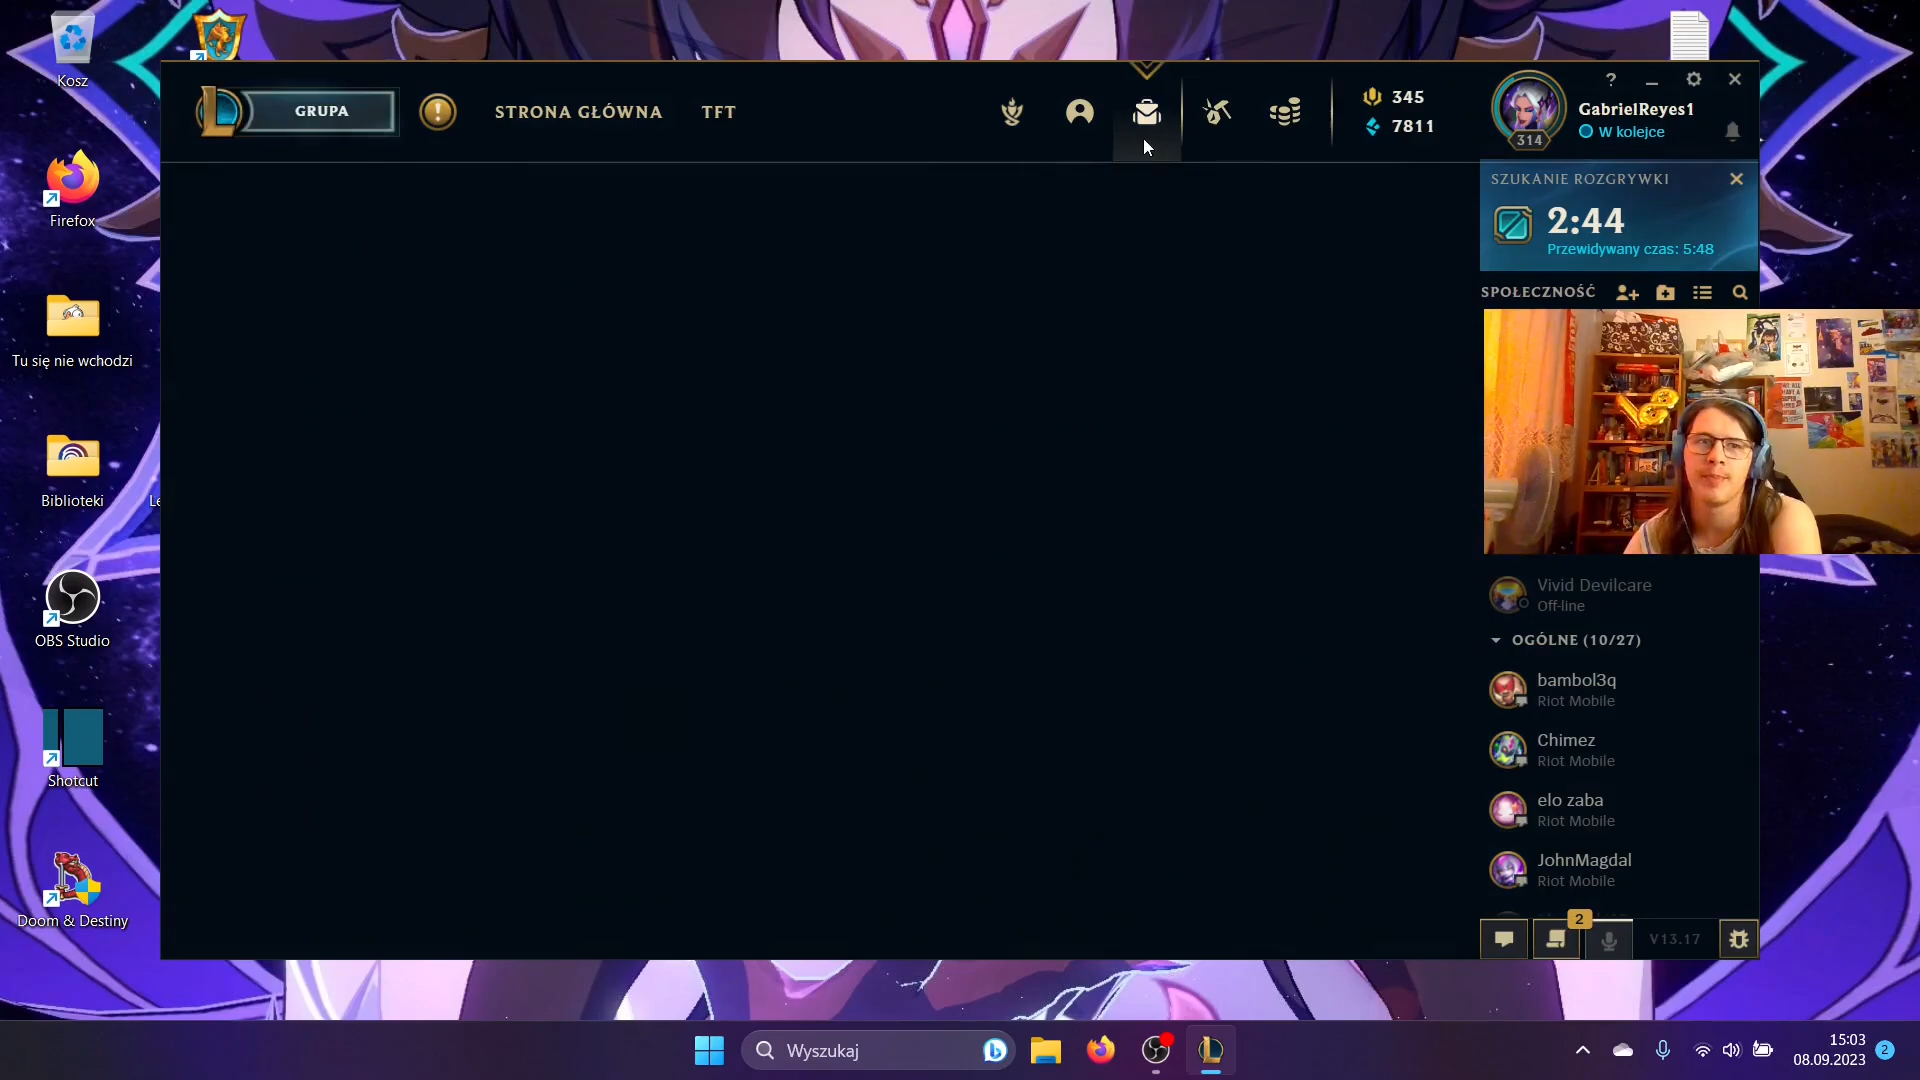 Kosz
Firefox
Tu się nie wchodzi
Biblioteki
Le
OBS Studio
Shotcut
Doom & Destiny
GRUPA
STRONA GŁÓWNA
TFT
345
7811
314
GabrielReyes1
W kolejce
SZUKANIE ROZGRYWKI
2:44
Przewidywany czas: 5:48
SPOŁECZNOŚĆ
Vivid Devilcare
Off-line
OGÓLNE (10/27)
bambol3q
Riot Mobile
Chimez
Riot Mobile
elo zaba
Riot Mobile
JohnMagdal
Riot Mobile
2
V13.17
Wyszukaj
15:03
08.09.2023
2